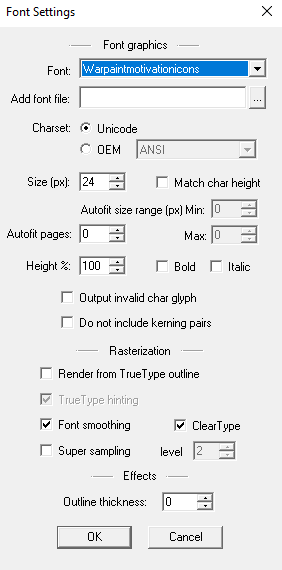 Font Settings
Font graphics
Font: Warpaintmotivationicons
Add font file: ...
Charset: Unicode
OEM ANSI
Size (px): 24 Match char height
Autofit size range (px) Min: 0
Autofit pages: 0 Max: 0
Height %: 100 Bold Italic
Output invalid char glyph
Do not include kerning pairs
Rasterization
Render from TrueType outline
TrueType hinting
Font smoothing ClearType
Super sampling level 2
Effects
Outline thickness: 0
OK Cancel